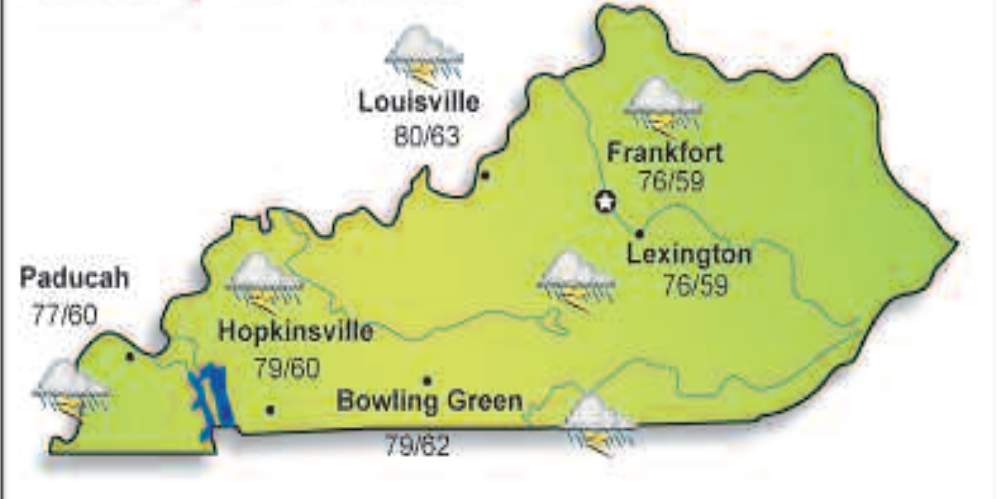 Louisville
80/63
Frankfort
76/59
Lexington
76/59
Paducah
77/60
Hopkinsville
79/60
Bowling Green
79/62